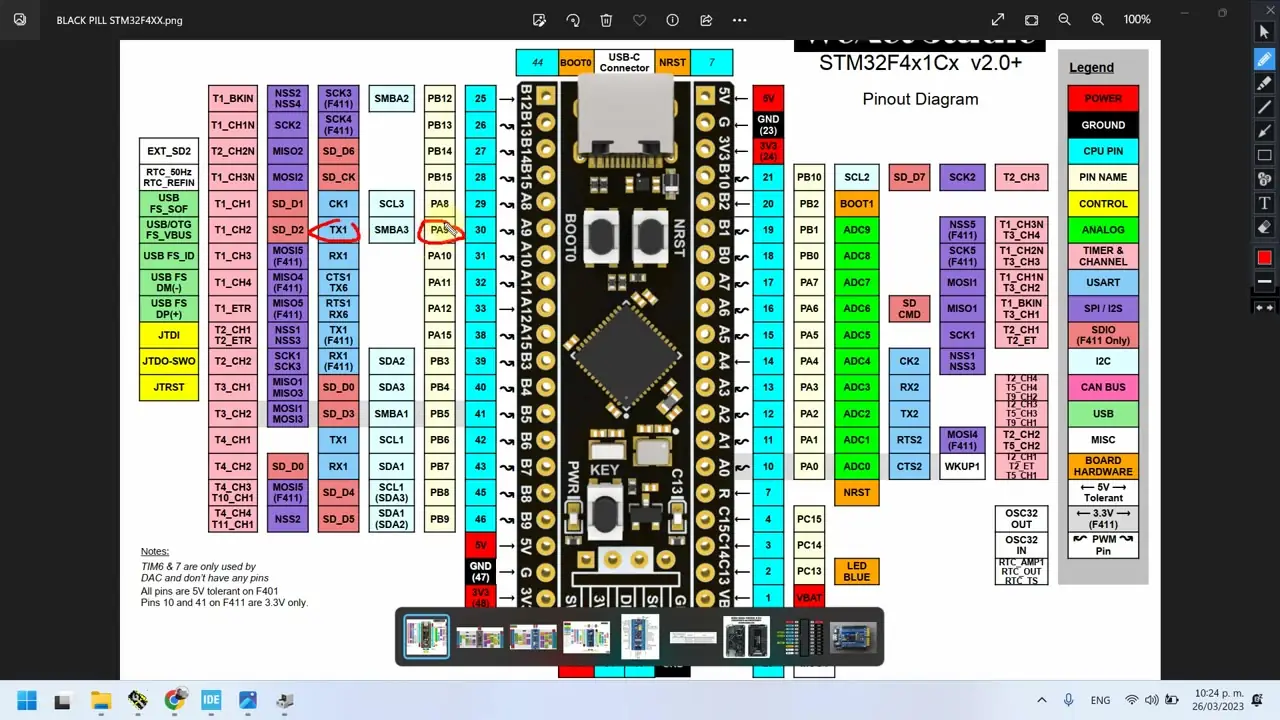 BLACK PILL STM32F4XX.png
100%
STM32F4x1Cx v2.0+
Pinout Diagram
44 BOOT0 USB-C Connector NRST 7
T1_BKIN NSS2 NSS4 SCK3 (F411) SMBA2 PB12 25 B12
T1_CH1N SCK2 SCK4 (F411) PB13 26 B13
EXT_SD2 T2_CH2N MISO2 SD_D6 PB14 27 B14
RTC_50Hz RTC_REFIN T1_CH3N MOSI2 SD_CK PB15 28 B15
USB FS_SOF T1_CH1 SD_D1 CK1 SCL3 PA8 29 A8
USB/OTG FS_VBUS T1_CH2 SD_D2 TX1 SMBA3 PA9 30 A9
USB FS_ID T1_CH3 MOSI5 (F411) RX1 PA10 31 A10
USB FS DM(-) T1_CH4 MISO4 (F411) CTS1 TX6 PA11 32 A11
USB FS DP(+) T1_ETR MISO5 (F411) RTS1 RX6 PA12 33 A12
JTDI T2_CH1 T2_ETR NSS1 NSS3 TX1 (F411) PA15 38 A15
JTDO-SWO T2_CH2 SCK1 SCK3 RX1 (F411) SDA2 PB3 39 B3
JTRST T3_CH1 MISO1 MISO3 SD_D0 SDA3 PB4 40 B4
T3_CH2 MOSI1 MOSI3 SD_D3 SMBA1 PB5 41 B5
T4_CH1 TX1 SCL1 PB6 42 B6
T4_CH2 SD_D0 RX1 SDA1 PB7 43 B7
T4_CH3 T10_CH1 MOSI5 (F411) SD_D4 SCL1 (SDA3) PB8 45 B8
T4_CH4 T11_CH1 NSS2 SD_D5 SDA1 (SDA2) PB9 46 B9
5V 5V
GND (47) G
3V3 (48)
BOOT0 NRST
KEY
PWR C13
5V 5V
G GND (23)
3V3 3V3 (24)
B10 21 PB10 SCL2 SD_D7 SCK2 T2_CH3
B2 20 PB2 BOOT1
B1 19 PB1 ADC9 NSS5 (F411) T1_CH3N T3_CH4
B0 18 PB0 ADC8 SCK5 (F411) T1_CH2N T3_CH3
A7 17 PA7 ADC7 MOSI1 T1_CH1N T3_CH2
A6 16 PA6 ADC6 SD CMD MISO1 T1_BKIN T3_CH1
A5 15 PA5 ADC5 SCK1 T2_CH1 T2_ET
A4 14 PA4 ADC4 CK2 NSS1 NSS3
A3 13 PA3 ADC3 RX2 T2_CH4 T5_CH4 T9_CH2
A2 12 PA2 ADC2 TX2 T2_CH3 T5_CH3 T9_CH1
A1 11 PA1 ADC1 RTS2 MOSI4 (F411) T2_CH2 T5_CH2
A0 10 PA0 ADC0 CTS2 WKUP1 T2_CH1 T2_ET T5_CH1
R 7 NRST
C15 4 PC15 OSC32 OUT
C14 3 PC14 OSC32 IN
C13 2 PC13 LED BLUE RTC_AMP1 RTC_OUT RTC_TS
VB 1 VBAT
Legend
POWER
GROUND
CPU PIN
PIN NAME
CONTROL
ANALOG
TIMER & CHANNEL
USART
SPI / I2S
SDIO (F411 Only)
I2C
CAN BUS
USB
MISC
BOARD HARDWARE
5V Tolerant
3.3V (F411)
PWM Pin
Notes:
TIM6 & 7 are only used by
DAC and don't have any pins
All pins are 5V tolerant on F401
Pins 10 and 41 on F411 are 3.3V only.
IDE
ENG
10:24 p. m.
26/03/2023